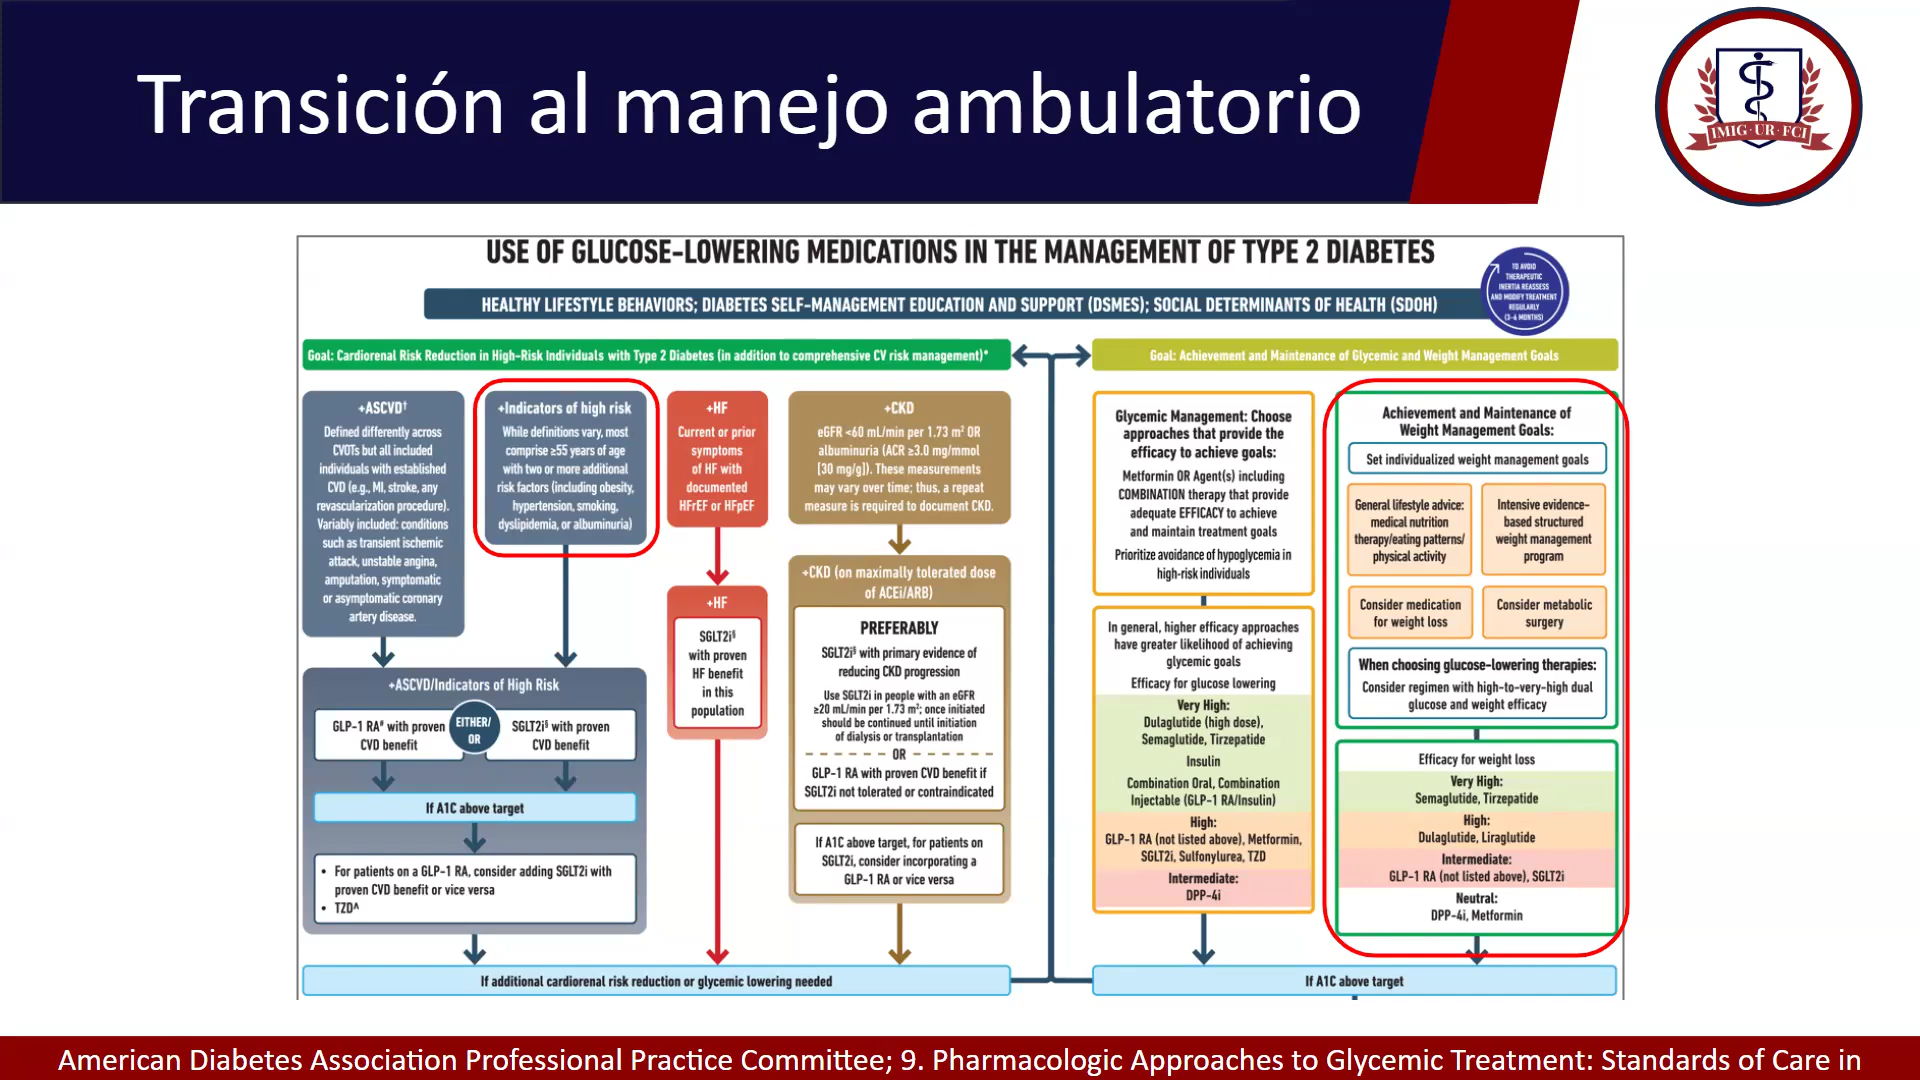 Transición al manejo ambulatorio
IMIG·UR·FCI
USE OF GLUCOSE-LOWERING MEDICATIONS IN THE MANAGEMENT OF TYPE 2 DIABETES
TO AVOID
THERAPEUTIC
INERTIA REASSESS
AND MODIFY TREATMENT
REGULARLY
(3-6 MONTHS)
HEALTHY LIFESTYLE BEHAVIORS; DIABETES SELF-MANAGEMENT EDUCATION AND SUPPORT (DSMES); SOCIAL DETERMINANTS OF HEALTH (SDOH)
Goal: Cardiorenal Risk Reduction in High-Risk Individuals with Type 2 Diabetes (in addition to comprehensive CV risk management)*
+ASCVD†
Defined differently across
CVOTs but all included
individuals with established
CVD (e.g., MI, stroke, any
revascularization procedure).
Variably included: conditions
such as transient ischemic
attack, unstable angina,
amputation, symptomatic
or asymptomatic coronary
artery disease.
+Indicators of high risk
While definitions vary, most
comprise ≥55 years of age
with two or more additional
risk factors (including obesity,
hypertension, smoking,
dyslipidemia, or albuminuria)
+HF
Current or prior
symptoms
of HF with
documented
HFrEF or HFpEF
+CKD
eGFR <60 mL/min per 1.73 m² OR
albuminuria (ACR ≥3.0 mg/mmol
[30 mg/g]). These measurements
may vary over time; thus, a repeat
measure is required to document CKD.
+ASCVD/Indicators of High Risk
GLP-1 RA# with proven
CVD benefit
EITHER/
OR
SGLT2i§ with proven
CVD benefit
If A1C above target
• For patients on a GLP-1 RA, consider adding SGLT2i with
proven CVD benefit or vice versa
• TZD^
+HF
SGLT2i§
with proven
HF benefit
in this
population
+CKD (on maximally tolerated dose
of ACEi/ARB)
PREFERABLY
SGLT2i§ with primary evidence of
reducing CKD progression
Use SGLT2i in people with an eGFR
≥20 mL/min per 1.73 m²; once initiated
should be continued until initiation
of dialysis or transplantation
OR
GLP-1 RA with proven CVD benefit if
SGLT2i not tolerated or contraindicated
If A1C above target, for patients on
SGLT2i, consider incorporating a
GLP-1 RA or vice versa
If additional cardiorenal risk reduction or glycemic lowering needed
Goal: Achievement and Maintenance of Glycemic and Weight Management Goals
Glycemic Management: Choose
approaches that provide the
efficacy to achieve goals:
Metformin OR Agent(s) including
COMBINATION therapy that provide
adequate EFFICACY to achieve
and maintain treatment goals
Prioritize avoidance of hypoglycemia in
high-risk individuals
In general, higher efficacy approaches
have greater likelihood of achieving
glycemic goals
Efficacy for glucose lowering
Very High:
Dulaglutide (high dose),
Semaglutide, Tirzepatide
Insulin
Combination Oral, Combination
Injectable (GLP-1 RA/Insulin)
High:
GLP-1 RA (not listed above), Metformin,
SGLT2i, Sulfonylurea, TZD
Intermediate:
DPP-4i
Achievement and Maintenance of
Weight Management Goals:
Set individualized weight management goals
General lifestyle advice:
medical nutrition
therapy/eating patterns/
physical activity
Intensive evidence-
based structured
weight management
program
Consider medication
for weight loss
Consider metabolic
surgery
When choosing glucose-lowering therapies:
Consider regimen with high-to-very-high dual
glucose and weight efficacy
Efficacy for weight loss
Very High:
Semaglutide, Tirzepatide
High:
Dulaglutide, Liraglutide
Intermediate:
GLP-1 RA (not listed above), SGLT2i
Neutral:
DPP-4i, Metformin
If A1C above target
American Diabetes Association Professional Practice Committee; 9. Pharmacologic Approaches to Glycemic Treatment: Standards of Care in